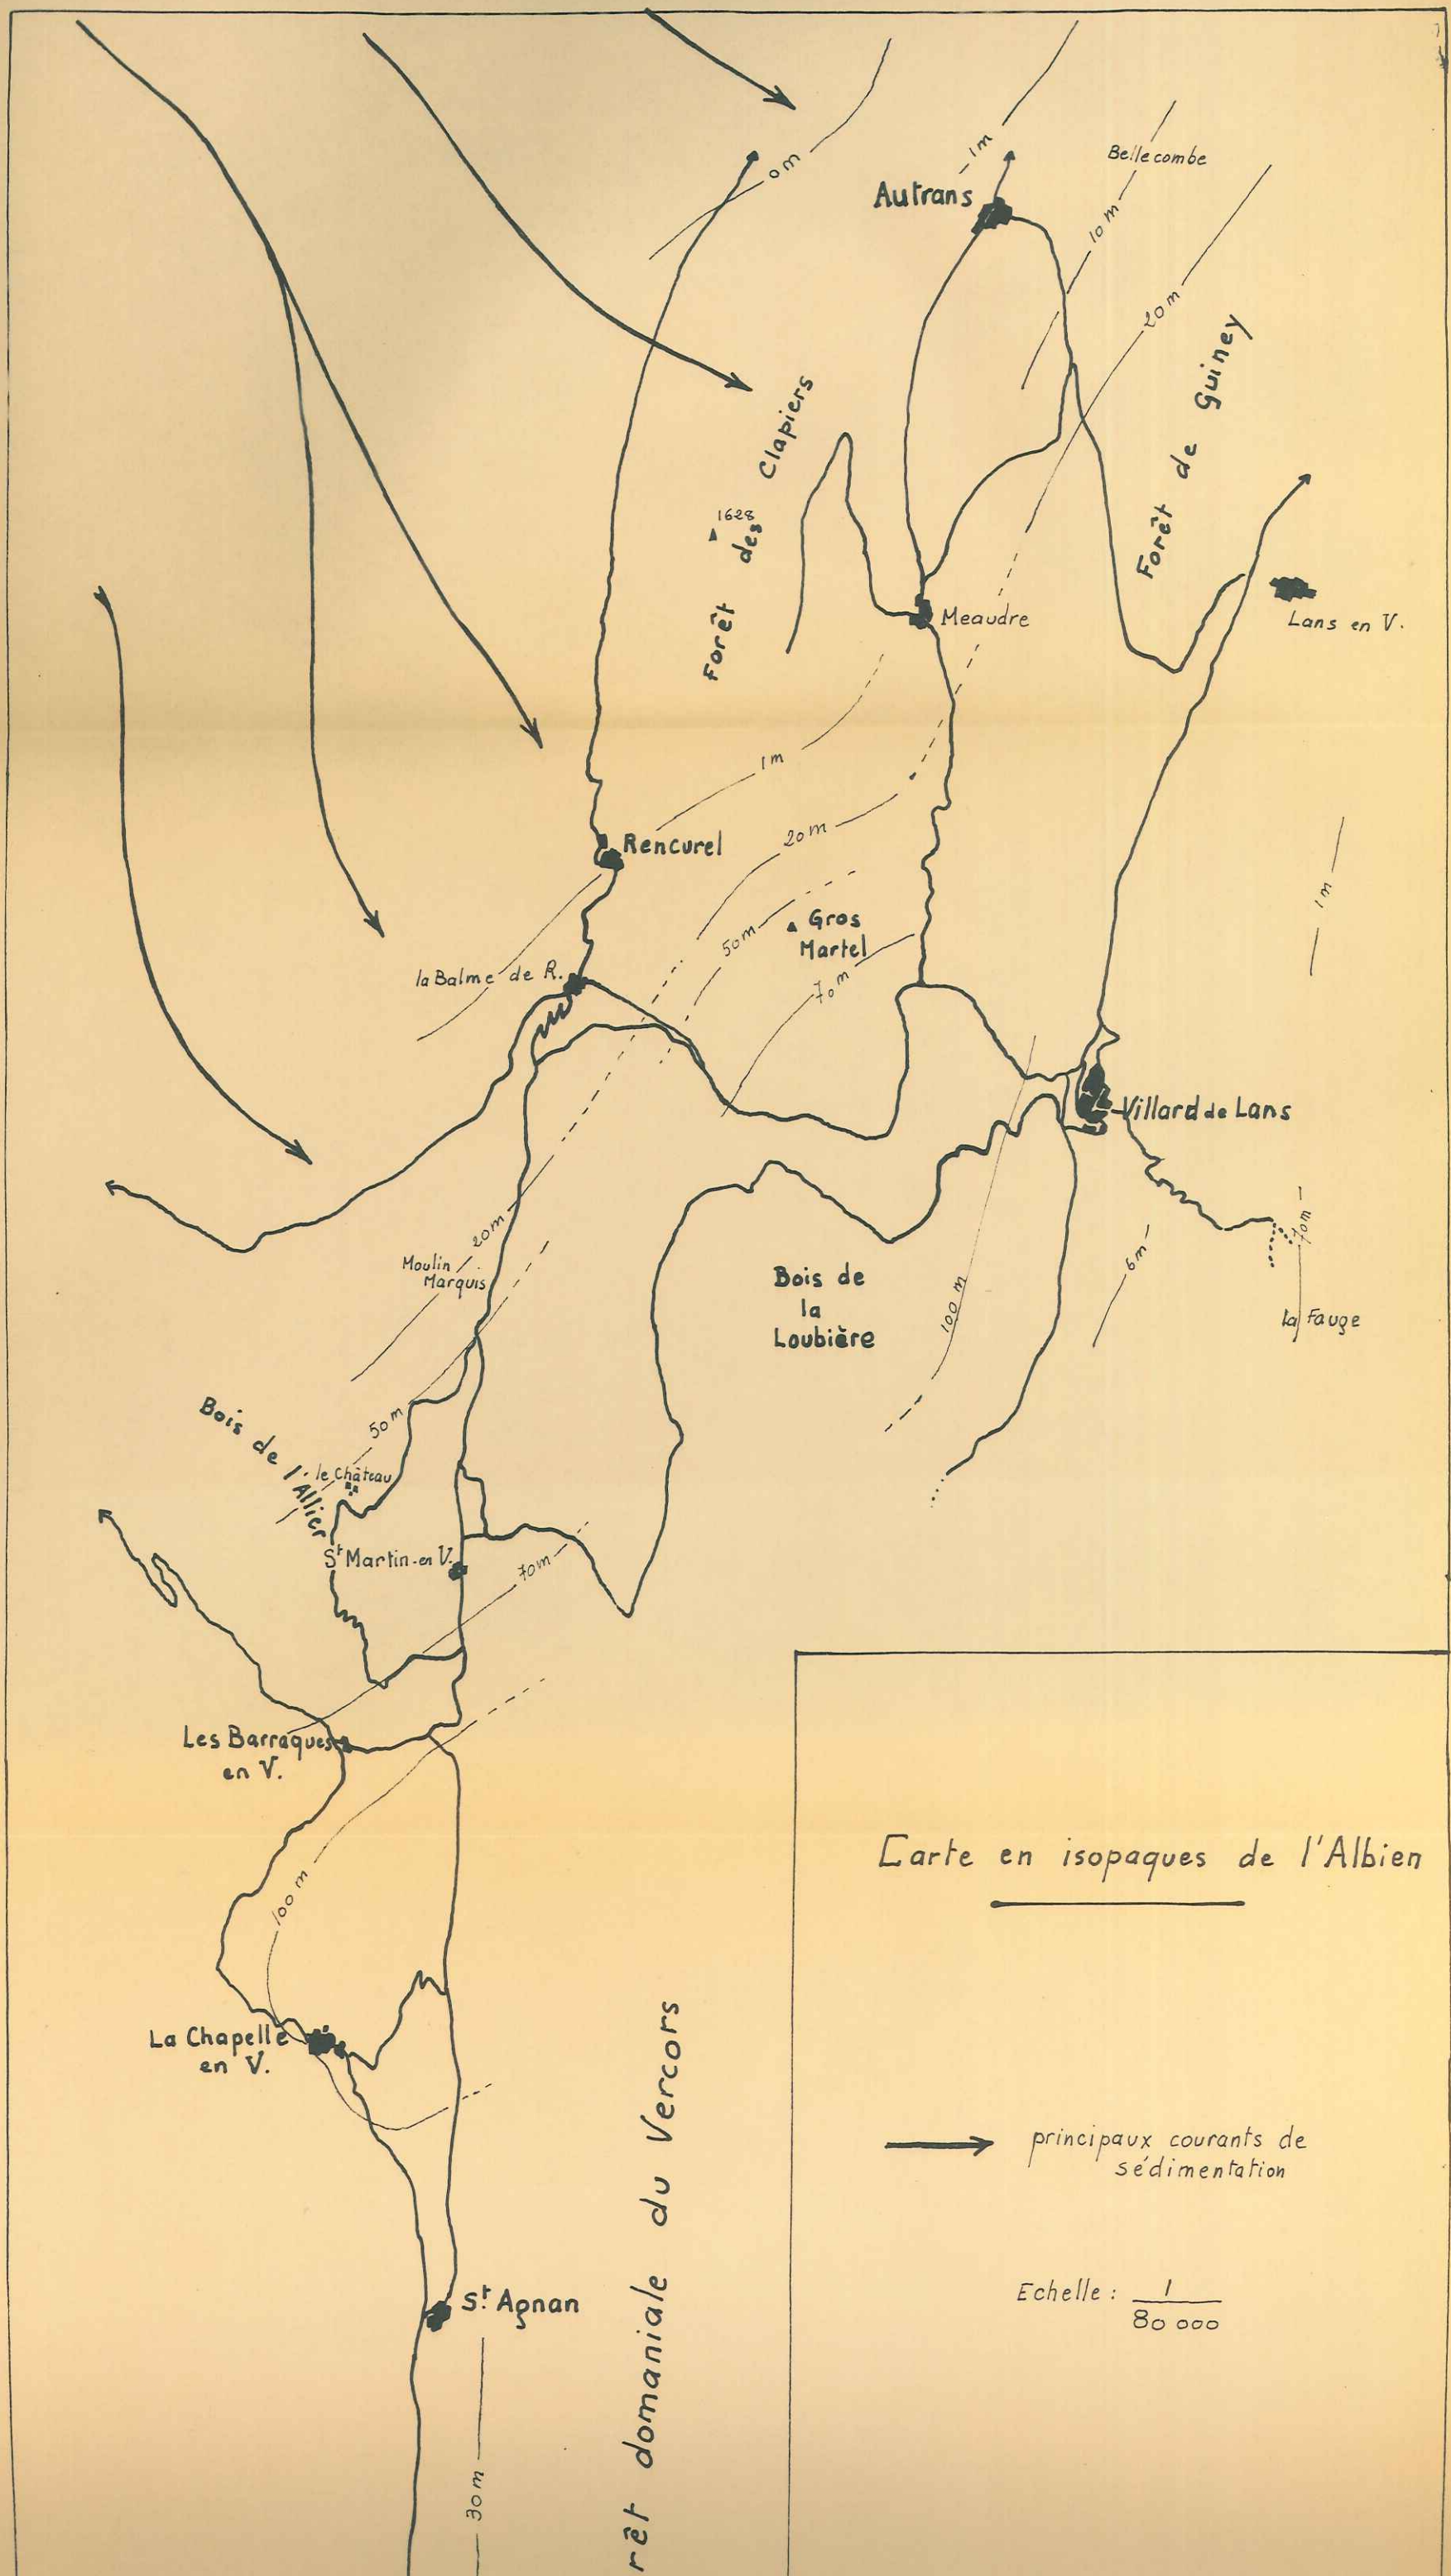 0m
1m
Bellecombe
Autrans
10m
20m
Forêt de Guiney
Forêt des Clapiers
1628
Meaudre
Lans en V.
1m
Rencurel
20m
1m
Gros
Martel
50m
la Balme de R.
70m
Villard de Lans
20m
70m
6m
Moulin
Marquis
Bois de
la
Loubière
100m
la Fauge
50m
Bois de l'Allier
le Château
St Martin-en V.
70m
Les Barraques
en V.
Carte en isopaques de l'Albien
100m
La Chapelle
en V.
principaux courants de
sédimentation
Echelle : 1
80 000
St. Agnan
30m
rêt domaniale du Vercors